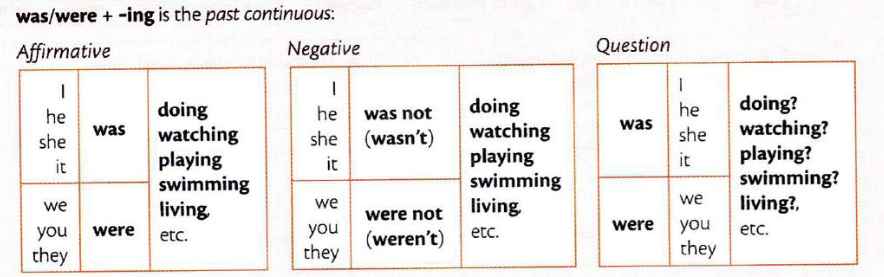 was/were + -ing is the past continuous:
Affirmative
I
he
she
it
was
we
you
they
were
doing
watching
playing
swimming
living,
etc.
Negative
I
he
she
it
was not
(wasn't)
we
you
they
were not
(weren't)
doing
watching
playing
swimming
living,
etc.
Question
was
I
he
she
it
were
we
you
they
doing?
watching?
playing?
swimming?
living?,
etc.